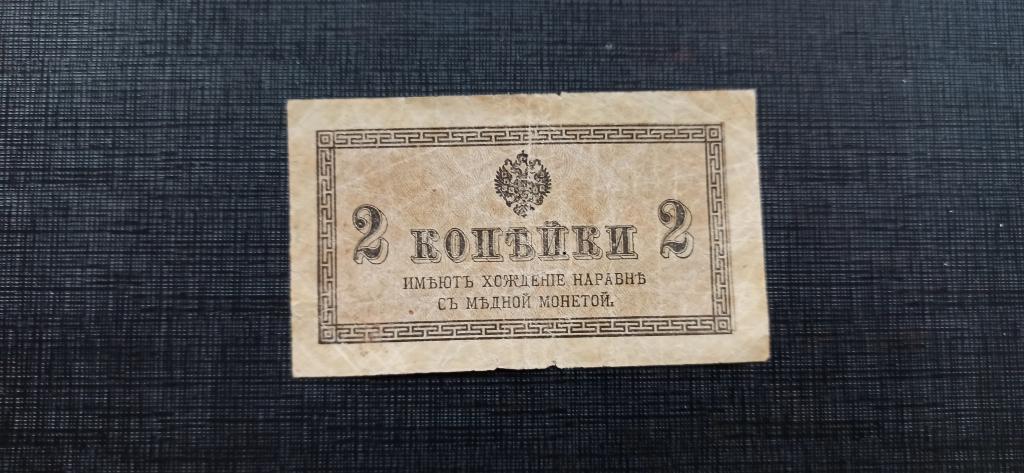 2 КОПѢЙКИ 2
ИМѢЮТЪ ХОЖДЕНІЕ НАРАВНѢ
СЪ МѢДНОЙ МОНЕТОЙ.